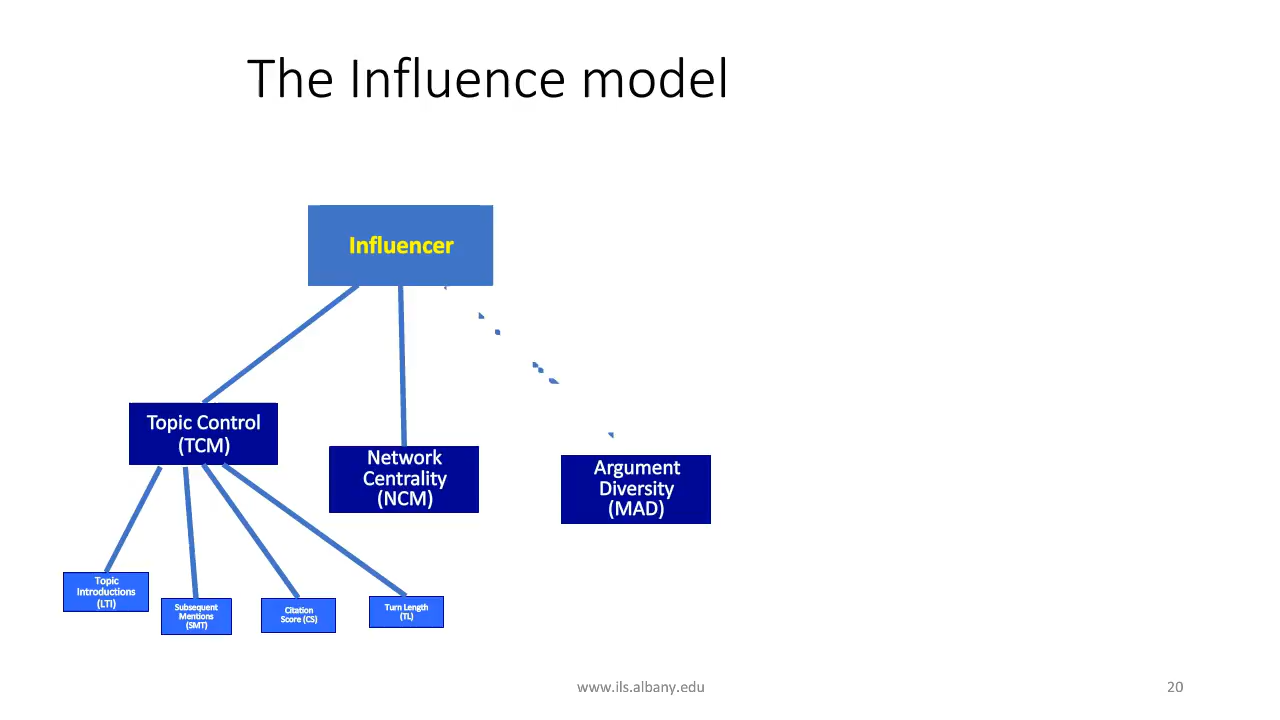 The Influence model
Influencer
Topic Control
(TCM)
Network
Centrality
(NCM)
Argument
Diversity
(MAD)
Topic
Introductions
(LTI)
Subsequent
Mentions
(SMT)
Citation
Score (CS)
Turn Length
(TL)
www.ils.albany.edu
20